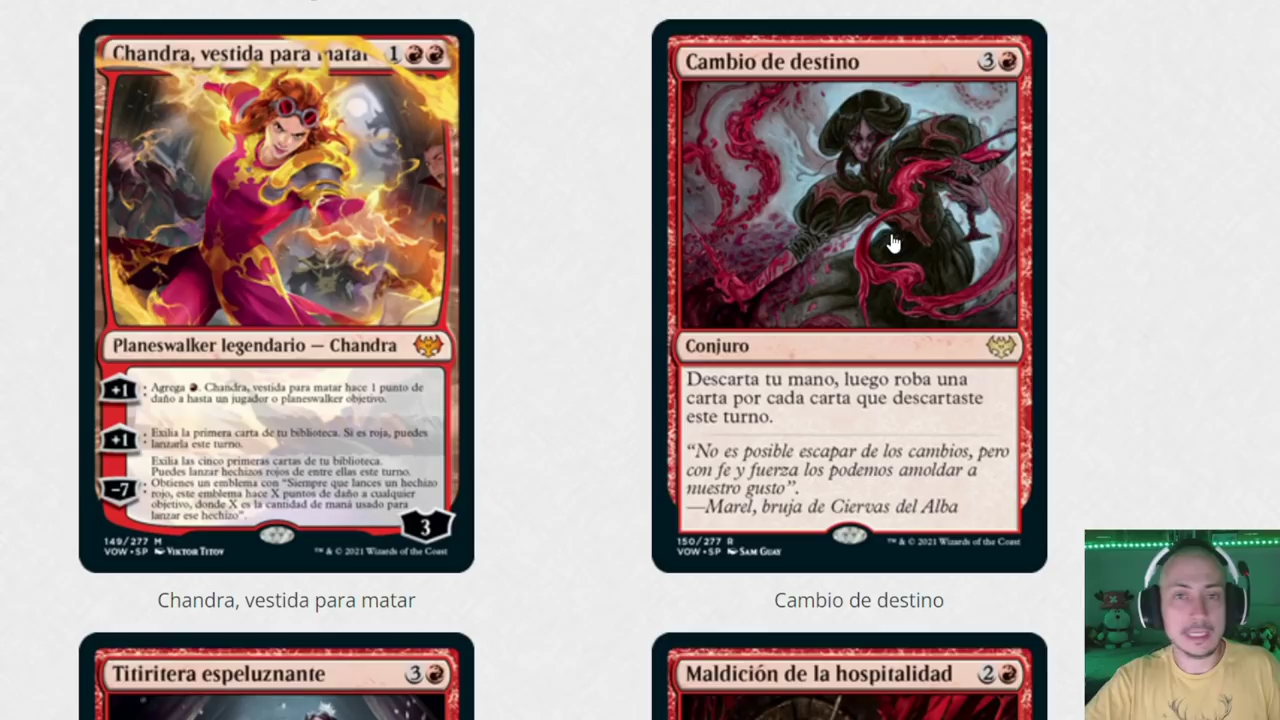 Chandra, vestida para matar 1
Planeswalker legendario — Chandra
+1: Agrega . Chandra, vestida para matar hace 1 punto de
daño a hasta un jugador o planeswalker objetivo.
+1: Exilia la primera carta de tu biblioteca. Si es roja, puedes
lanzarla este turno.
Exilia las cinco primeras cartas de tu biblioteca.
Puedes lanzar hechizos rojos de entre ellas este turno.
-7: Obtienes un emblema con "Siempre que lances un hechizo
rojo, este emblema hace X puntos de daño a cualquier
objetivo, donde X es la cantidad de maná usado para
lanzar ese hechizo".
3
149/277 M
VOW • SP Viktor Titov ™ & © 2021 Wizards of the Coast
Chandra, vestida para matar
Cambio de destino 3
Conjuro
Descarta tu mano, luego roba una
carta por cada carta que descartaste
este turno.
“No es posible escapar de los cambios, pero
con fe y fuerza los podemos amoldar a
nuestro gusto”.
—Marel, bruja de Ciervas del Alba
150/277 R
VOW • SP Sam Guay ™ & © 2021 Wizards of the Coast
Cambio de destino
Titiritera espeluznante 3
Maldición de la hospitalidad 2